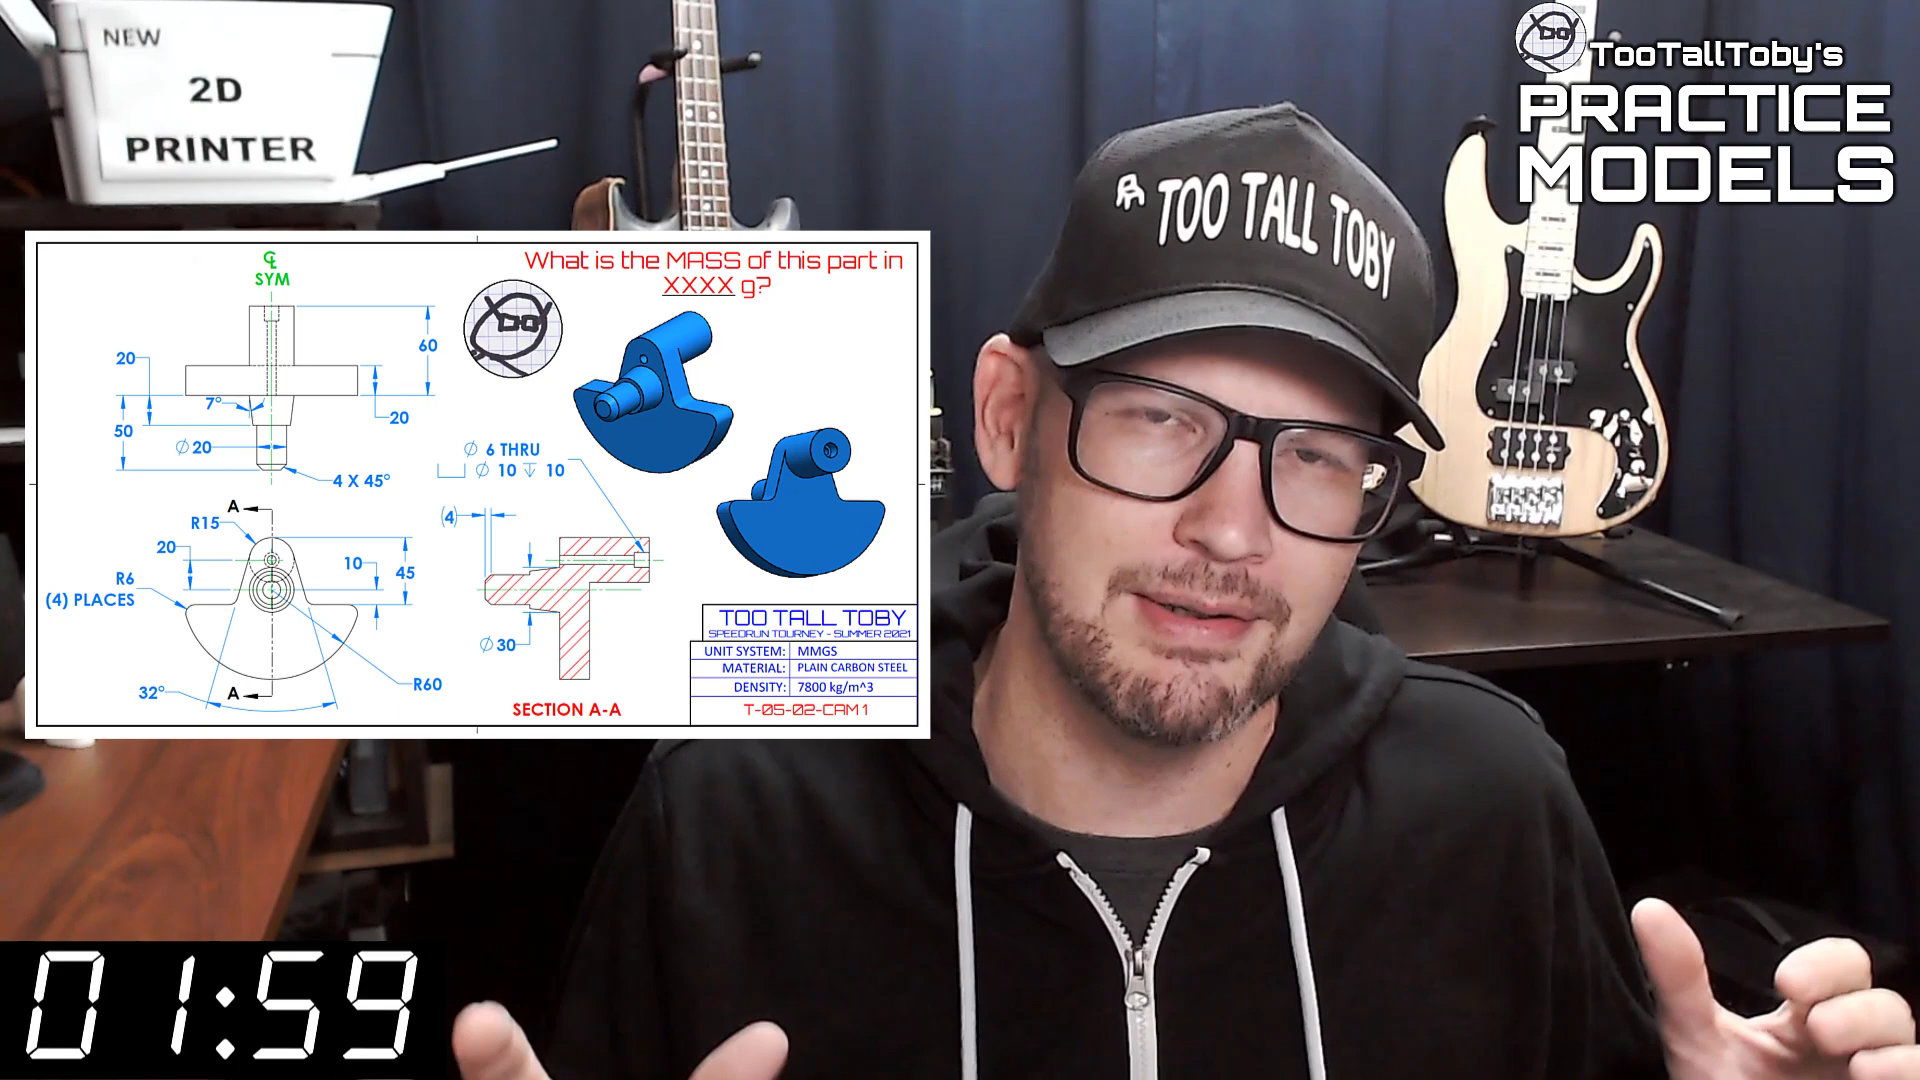 NEW
2D
PRINTER
TooTallToby's
PRACTICE
MODELS
TOO TALL TOBY
What is the MASS of this part in
XXXX g?
℄
SYM
20
60
7°
20
50
∅ 20
4 X 45°
∅ 6 THRU
⌴ ∅ 10 ↧ 10
(4)
A
R15
20
10
45
R6
(4) PLACES
∅ 30
A
32°
R60
SECTION A-A
TOO TALL TOBY
SPEEDRUN TOURNEY - SUMMER 2021
UNIT SYSTEM: MMGS
MATERIAL: PLAIN CARBON STEEL
DENSITY: 7800 kg/m^3
T-05-02-CAM 1
01:59